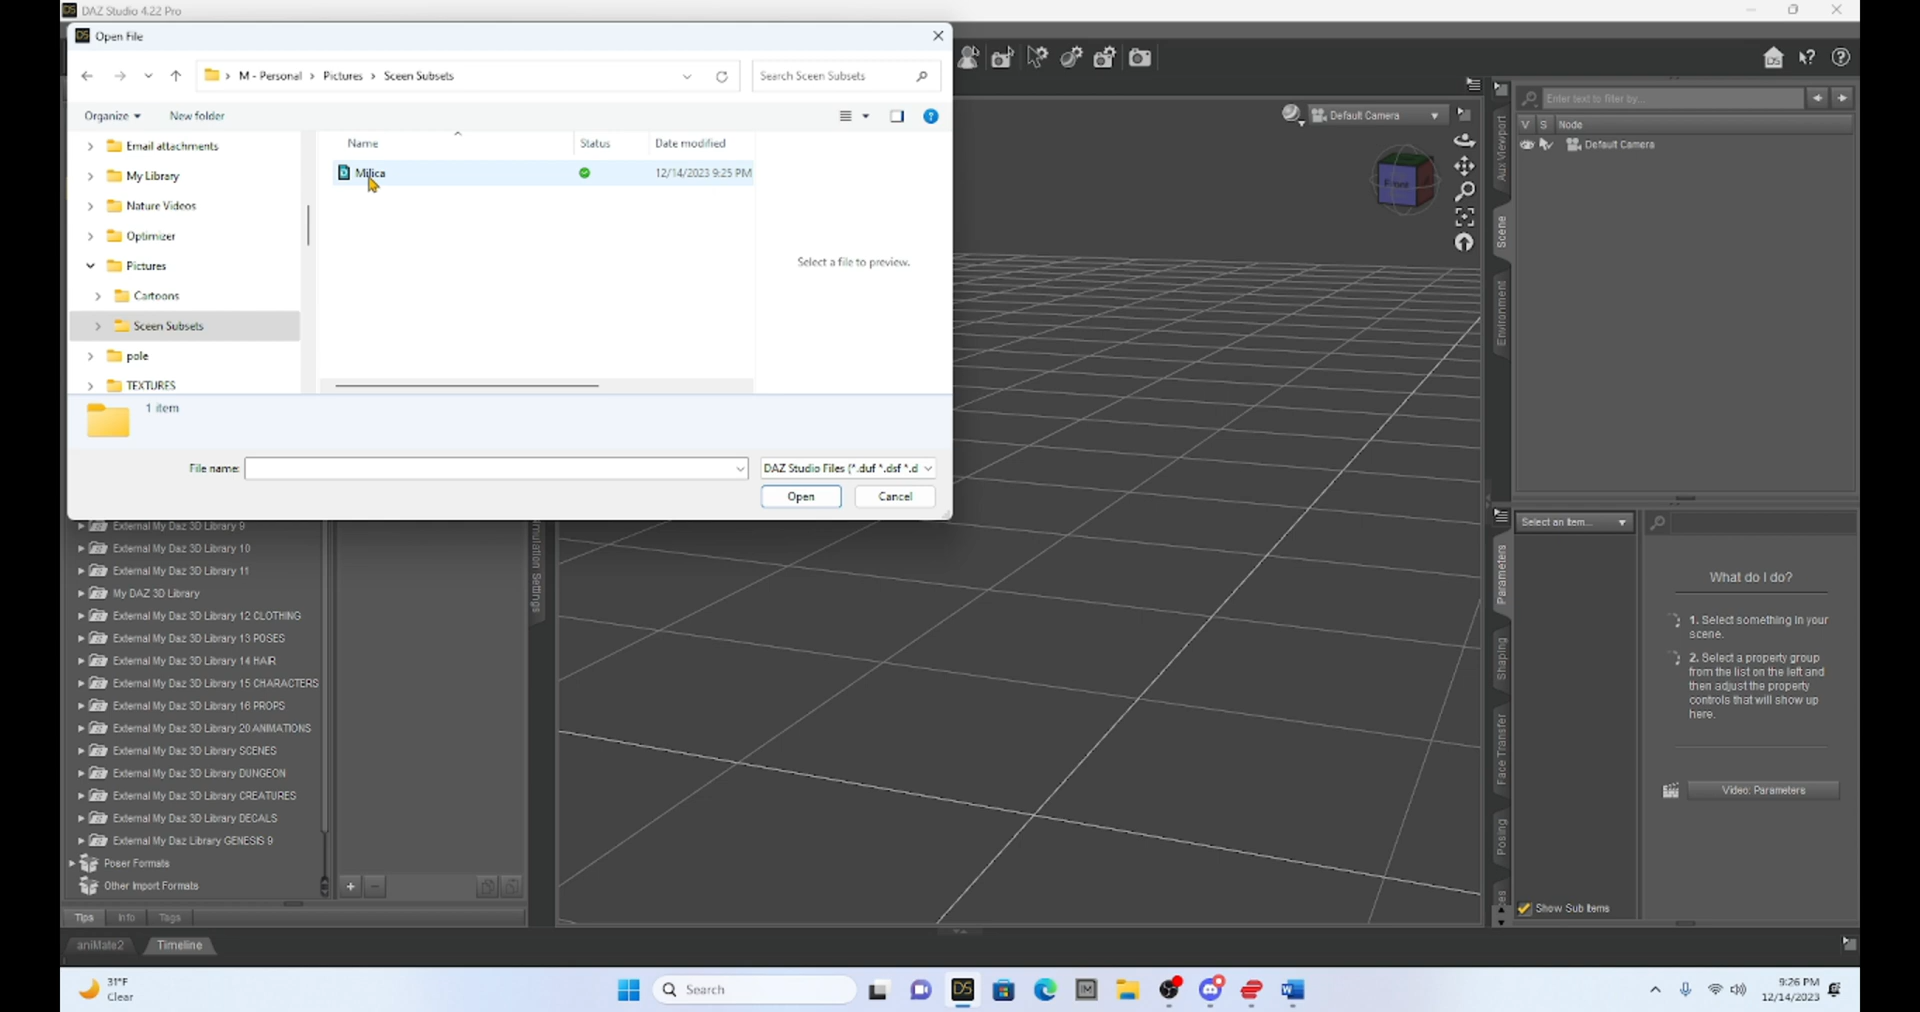 DAZ Studio 4.22 Pro
Open File
M - Personal > Pictures > Sceen Subsets
Search Sceen Subsets
Organize
New folder
Name
Status
Date modified
Email attachments
My Library
Nature Videos
Optimizer
Pictures
Cartoons
Sceen Subsets
pole
TEXTURES
Milica
12/14/2023 9:25 PM
Select a file to preview.
1 item
File name:
DAZ Studio Files (*.duf *.dsf *.d
Open
Cancel
External My Daz 3D Library 9
External My Daz 3D Library 10
External My Daz 3D Library 11
My DAZ 3D Library
External My Daz 3D Library 12 CLOTHING
External My Daz 3D Library 13 POSES
External My Daz 3D Library 14 HAIR
External My Daz 3D Library 15 CHARACTERS
External My Daz 3D Library 16 PROPS
External My Daz 3D Library 20 ANIMATIONS
External My Daz 3D Library SCENES
External My Daz 3D Library DUNGEON
External My Daz 3D Library CREATURES
External My Daz 3D Library DECALS
External My Daz Library GENESIS 9
Poser Formats
Other Import Formats
Tips
Info
Tags
aniMate2
Timeline
Settings
Default Camera
Front
Aux Viewport
Scene
Environment
Enter text to filter by...
V
S
Node
Default Camera
Parameters
Shaping
Face Transfer
Posing
Select an Item...
What do I do?
1. Select something in your
scene.
2. Select a property group
from the list on the left and
then adjust the property
controls that will show up
here.
Video: Parameters
Show Sub Items
31°F
Clear
Search
9:26 PM
12/14/2023